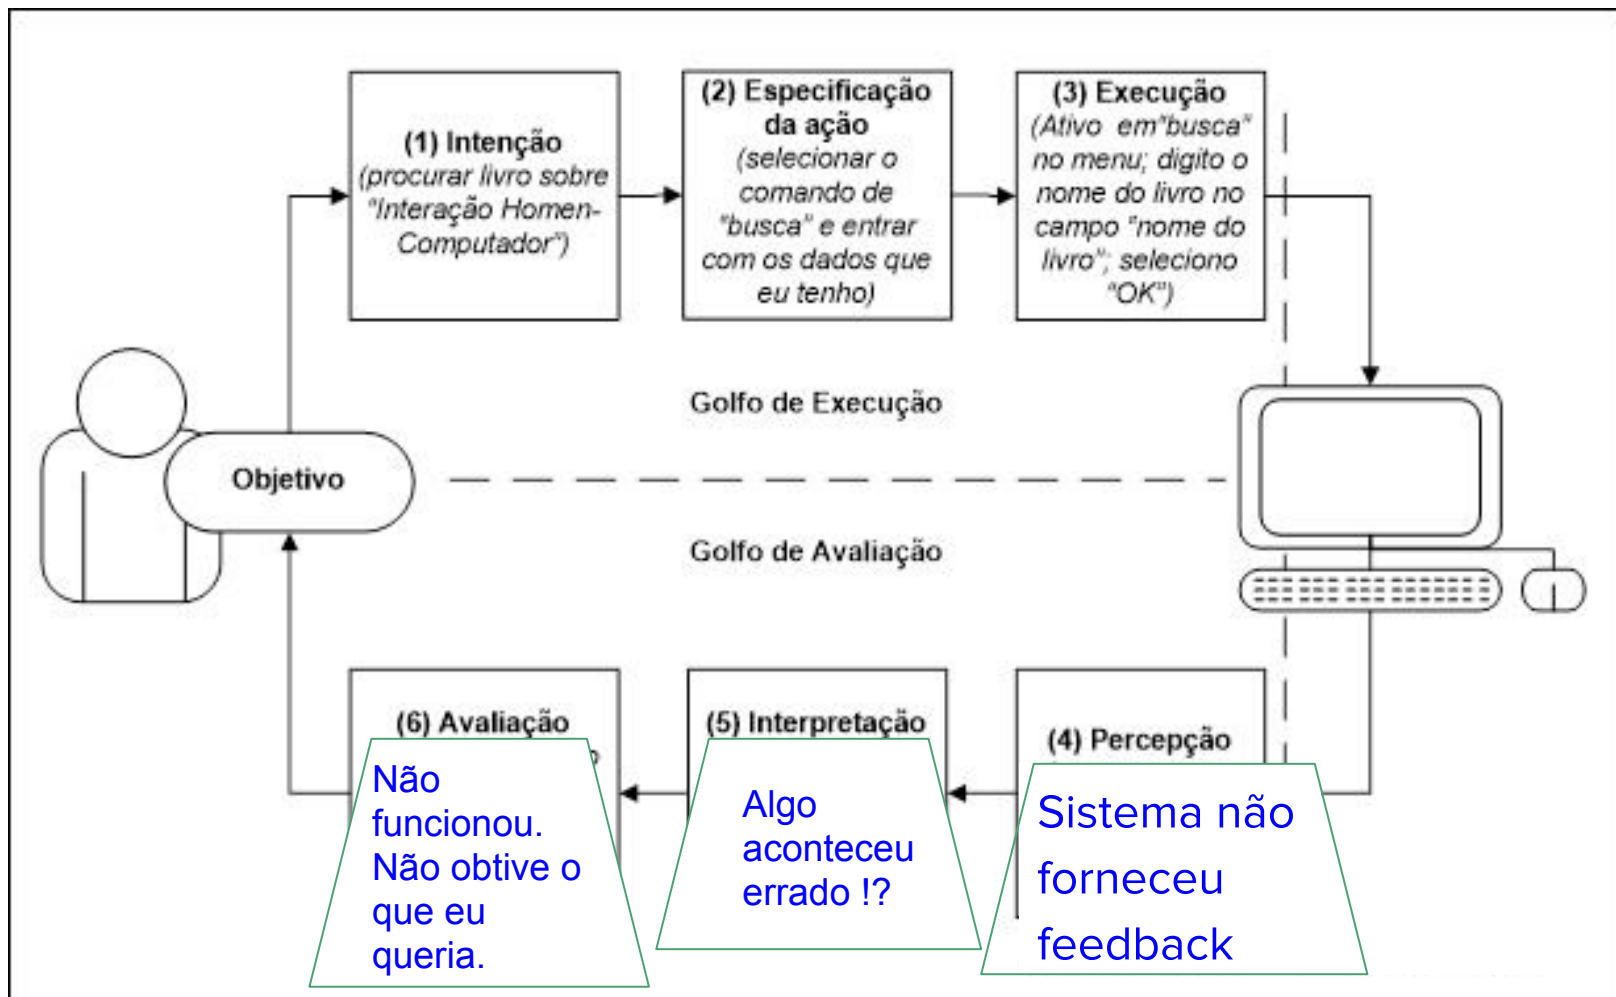 (1) Intenção
(procurar livro sobre
"Interação Homen-
Computador")
(2) Especificação
da ação
(selecionar o
comando de
"busca" e entrar
com os dados que
eu tenho)
(3) Execução
(Ativo em"busca"
no menu; digito o
nome do livro no
campo "nome do
livro"; seleciono
"OK")
Golfo de Execução
Objetivo
Golfo de Avaliação
(6) Avaliação
Não
funcionou.
Não obtive o
que eu
queria.
(5) Interpretação
Algo
aconteceu
errado !?
(4) Percepção
Sistema não
forneceu
feedback